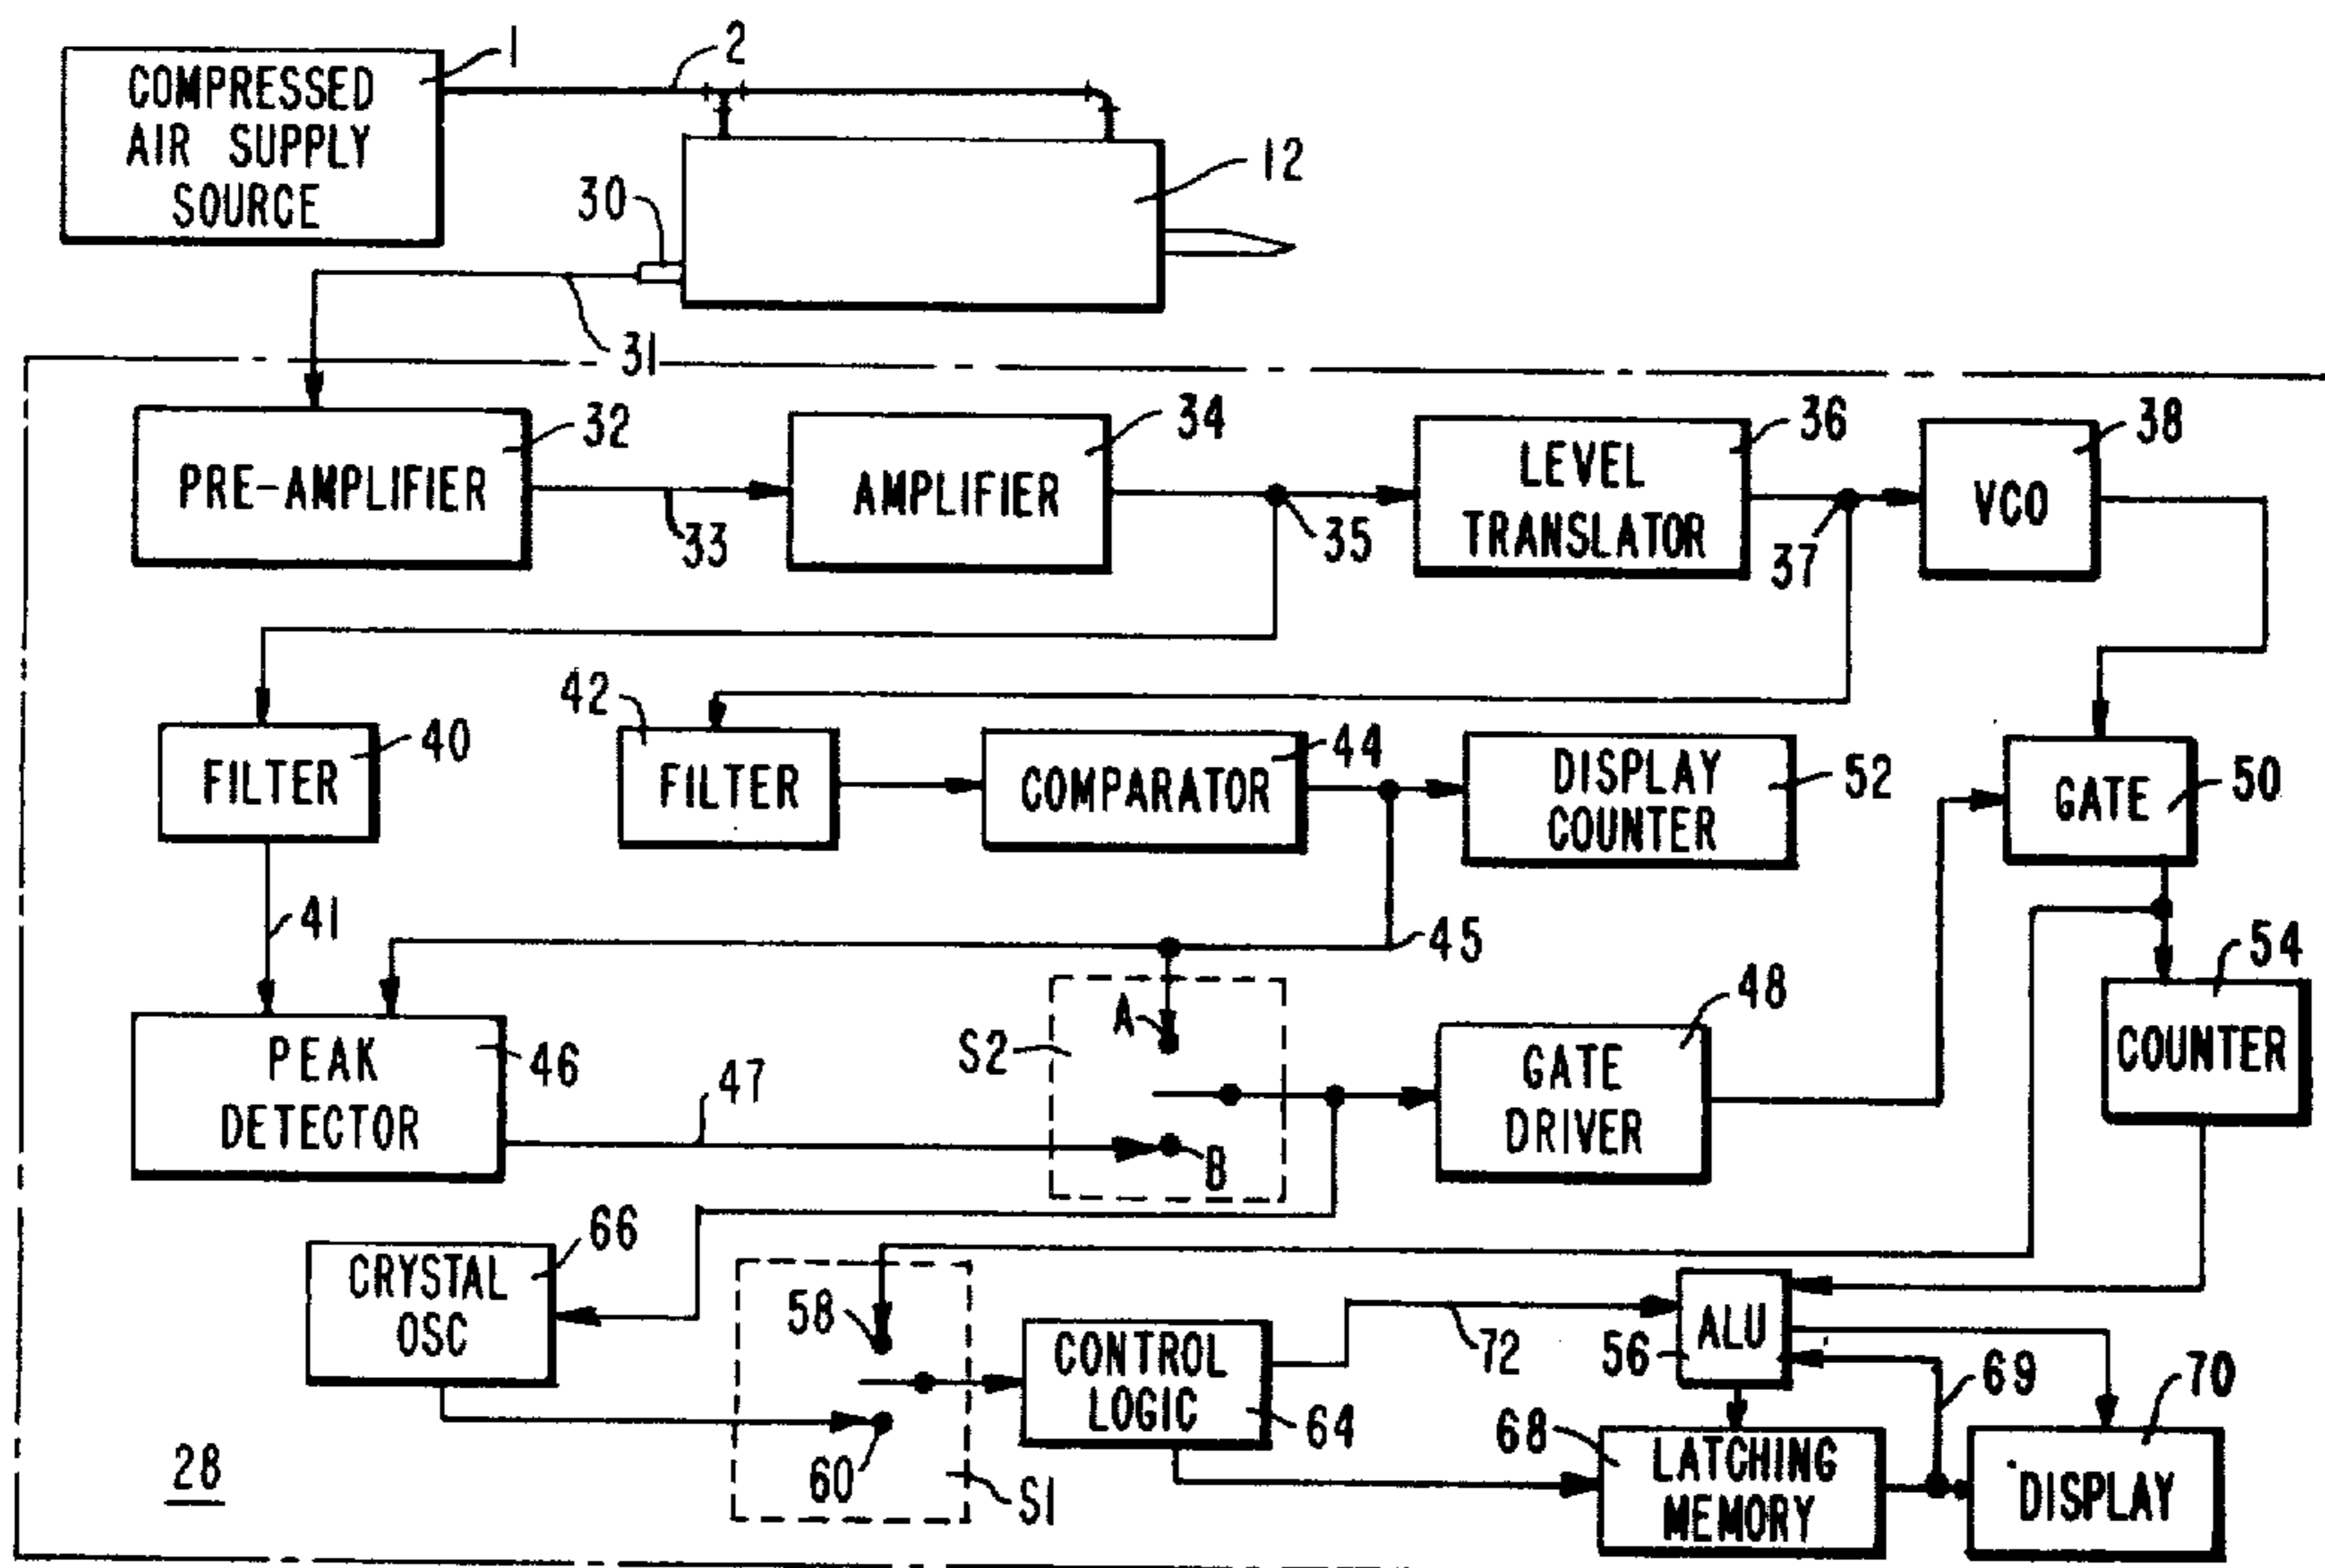 COMPRESSED
AIR SUPPLY
SOURCE
1
2
12
30
31
PRE-AMPLIFIER
32
33
AMPLIFIER
34
35
LEVEL
TRANSLATOR
36
37
VCO
38
FILTER
40
42
FILTER
COMPARATOR
44
DISPLAY
COUNTER
52
GATE
50
41
45
54
COUNTER
PEAK
DETECTOR
46
47
S2
A
B
GATE
DRIVER
48
CRYSTAL
OSC
66
58
60
S1
CONTROL
LOGIC
64
72
ALU
56
69
70
68
LATCHING
MEMORY
DISPLAY
28